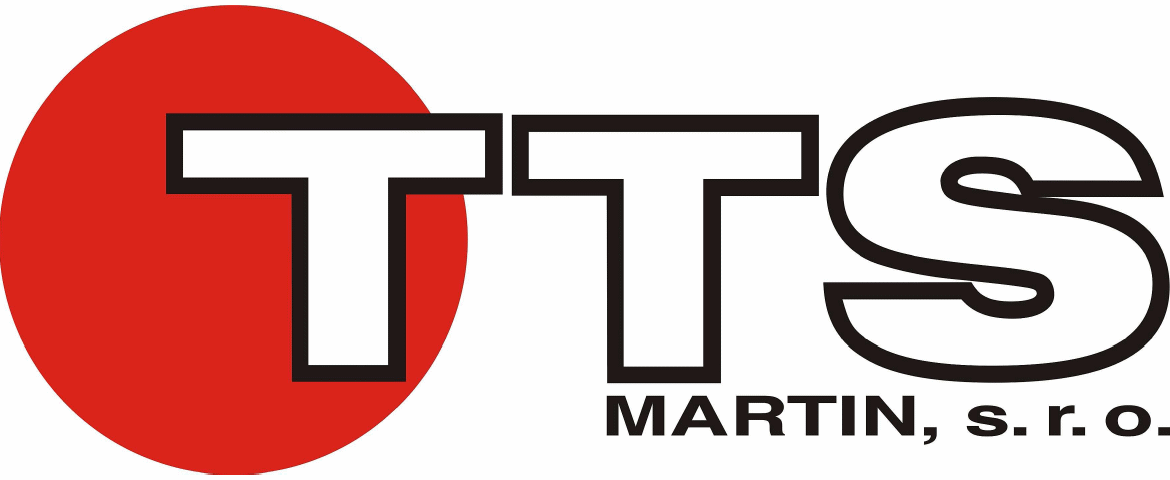 TTS
MARTIN, s. r. o.